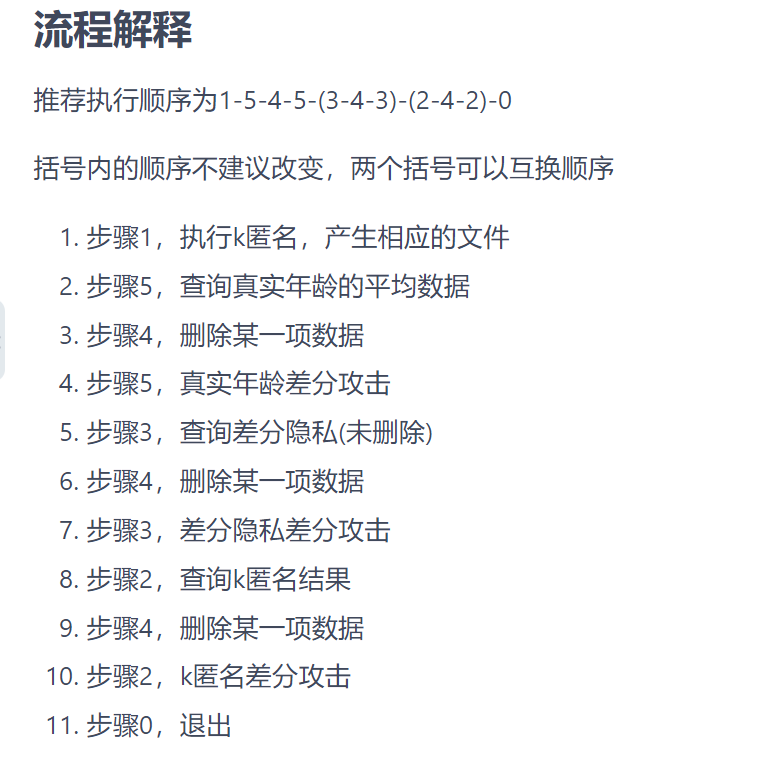 流程解释
推荐执行顺序为1-5-4-5-(3-4-3)-(2-4-2)-0
括号内的顺序不建议改变，两个括号可以互换顺序
1. 步骤1，执行k匿名，产生相应的文件
2. 步骤5，查询真实年龄的平均数据
3. 步骤4，删除某一项数据
4. 步骤5，真实年龄差分攻击
5. 步骤3，查询差分隐私(未删除)
6. 步骤4，删除某一项数据
7. 步骤3，差分隐私差分攻击
8. 步骤2，查询k匿名结果
9. 步骤4，删除某一项数据
10. 步骤2，k匿名差分攻击
11. 步骤0，退出